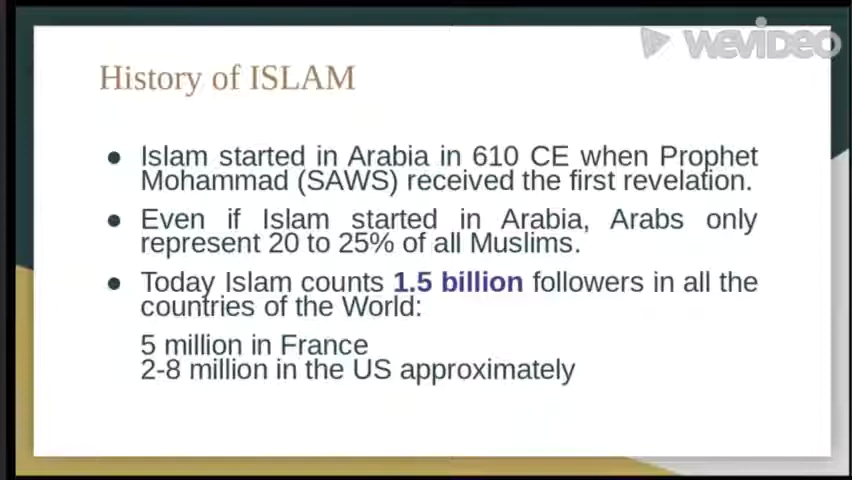 WEVIDEO
History of ISLAM
● Islam started in Arabia in 610 CE when Prophet
Mohammad (SAWS) received the first revelation.
● Even if Islam started in Arabia, Arabs only
represent 20 to 25% of all Muslims.
● Today Islam counts 1.5 billion followers in all the
countries of the World:
5 million in France
2-8 million in the US approximately